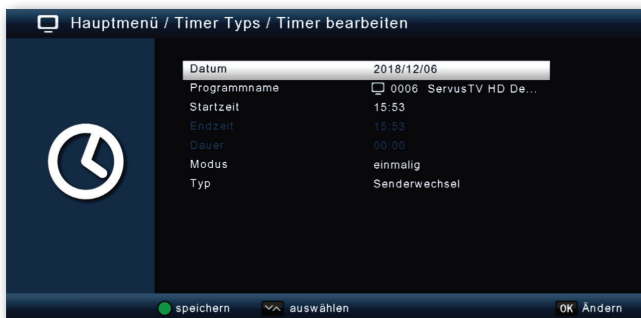 Hauptmenü / Timer Typs / Timer bearbeiten
Datum 2018/12/06
Programmname 0006 ServusTV HD De...
Startzeit 15:53
Endzeit 15:53
Dauer 00:00
Modus einmalig
Typ Senderwechsel
speichern auswählen OK Ändern